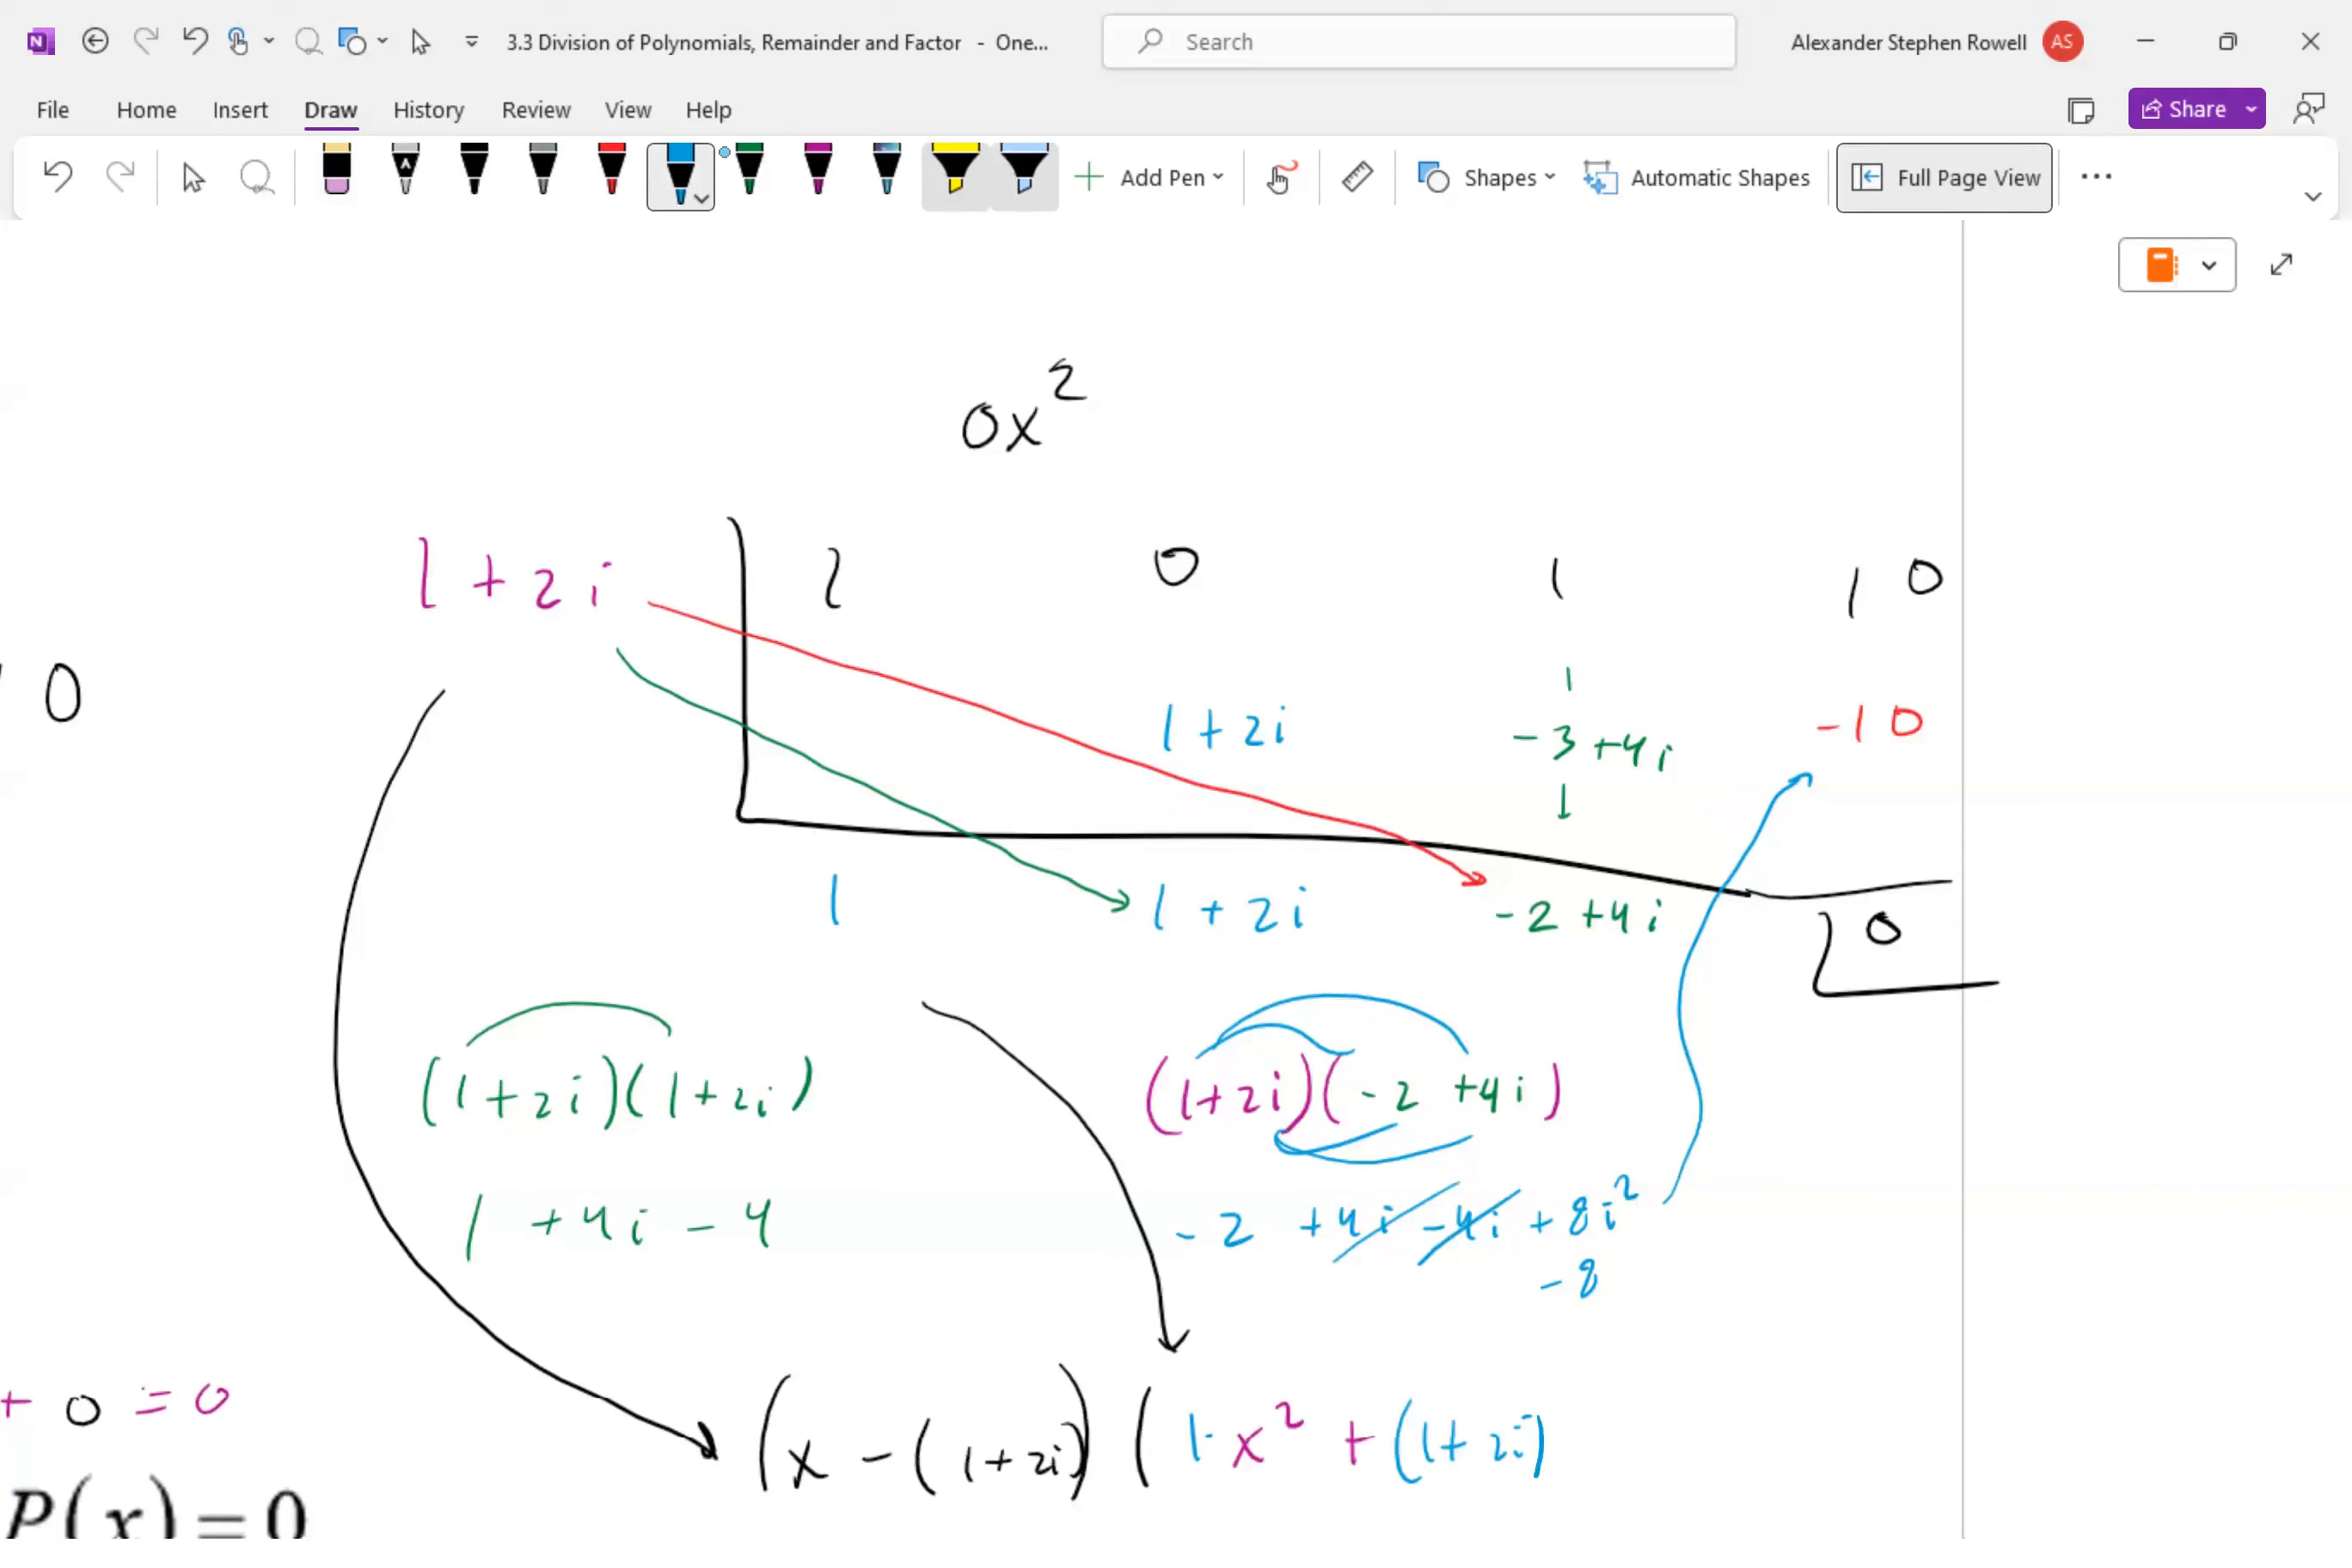 3.3 Division of Polynomials, Remainder and Factor - One... Search Alexander Stephen Rowell AS
File Home Insert Draw History Review View Help Share
Add Pen Shapes Automatic Shapes Full Page View ...
0x²
1 + 2i 1 0 1 10
0 1 + 2i -3 +4i -10
1 1 + 2i -2 +4i 0
(1+2i)(1+2i) (1+2i)(-2 +4i)
1 +4i - 4 -2 +4i -4i + 8i²
-8
+ 0 = 0 (x - (1+2i)) (1·x² + (1+2i)
P(x) = 0